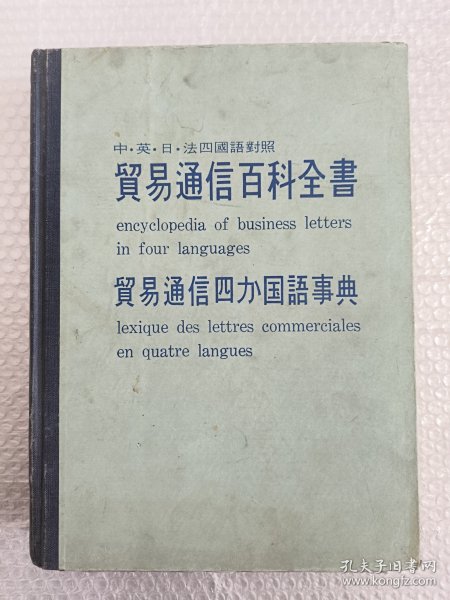 中·英·日·法四國語對照
貿易通信百科全書
encyclopedia of business letters
in four languages
貿易通信四カ国語事典
lexique des lettres commerciales
en quatre langues
孔夫子旧书网
www.kongfz.com